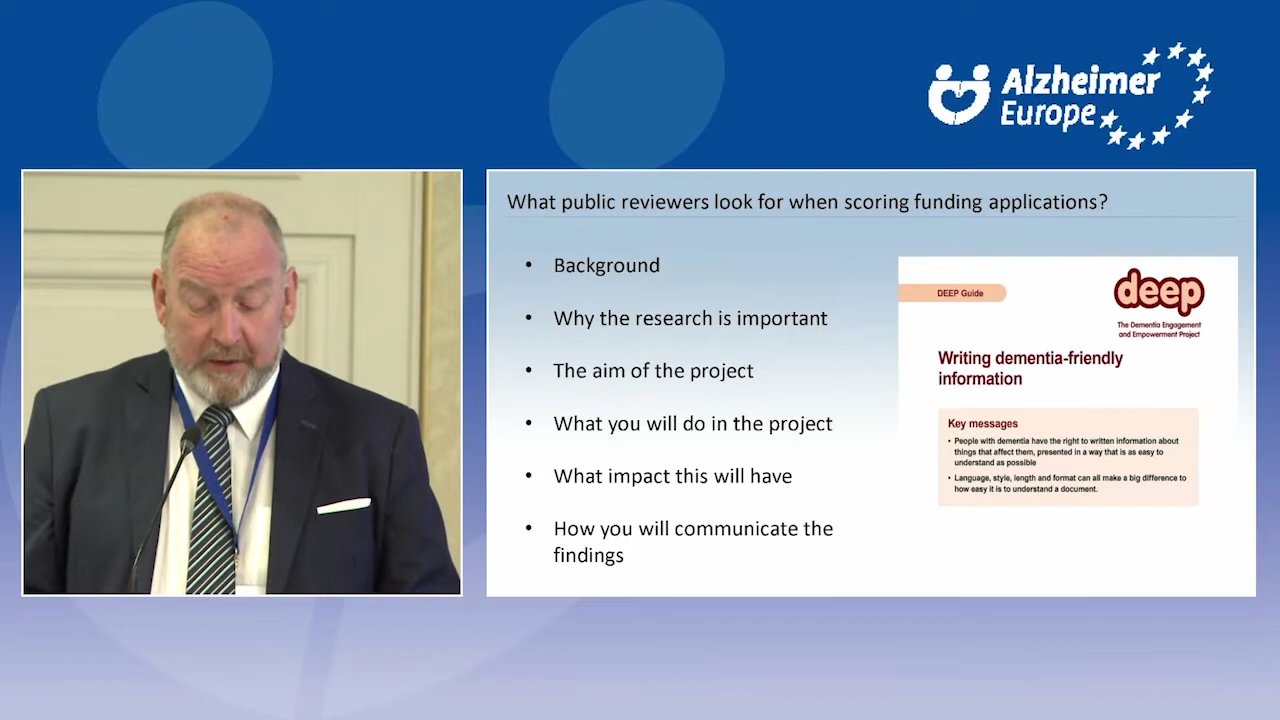 Alzheimer
Europe
What public reviewers look for when scoring funding applications?
• Background
• Why the research is important
• The aim of the project
• What you will do in the project
• What impact this will have
• How you will communicate the
findings
DEEP Guide
deep
The Dementia Engagement
and Empowerment Project
Writing dementia-friendly
information
Key messages
• People with dementia have the right to written information about
things that affect them, presented in a way that is as easy to
understand as possible
• Language, style, length and format can all make a big difference to
how easy it is to understand a document.